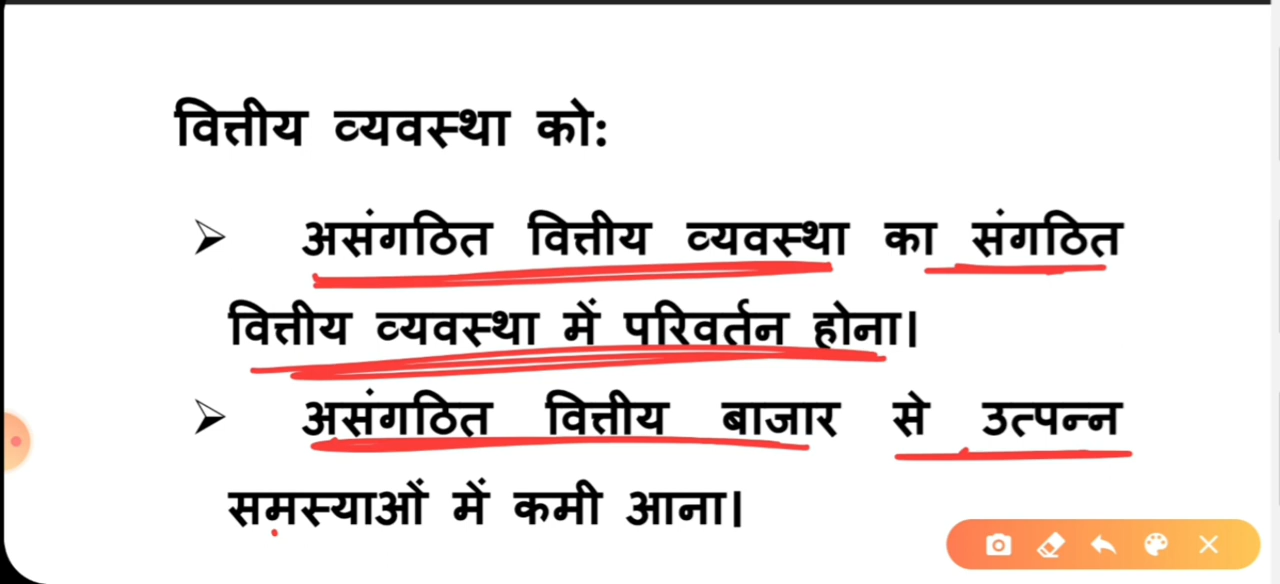 वित्तीय व्यवस्था को:
➢ असंगठित वित्तीय व्यवस्था का संगठित
वित्तीय व्यवस्था में परिवर्तन होना।
➢ असंगठित वित्तीय बाजार से उत्पन्न
समस्याओं में कमी आना।